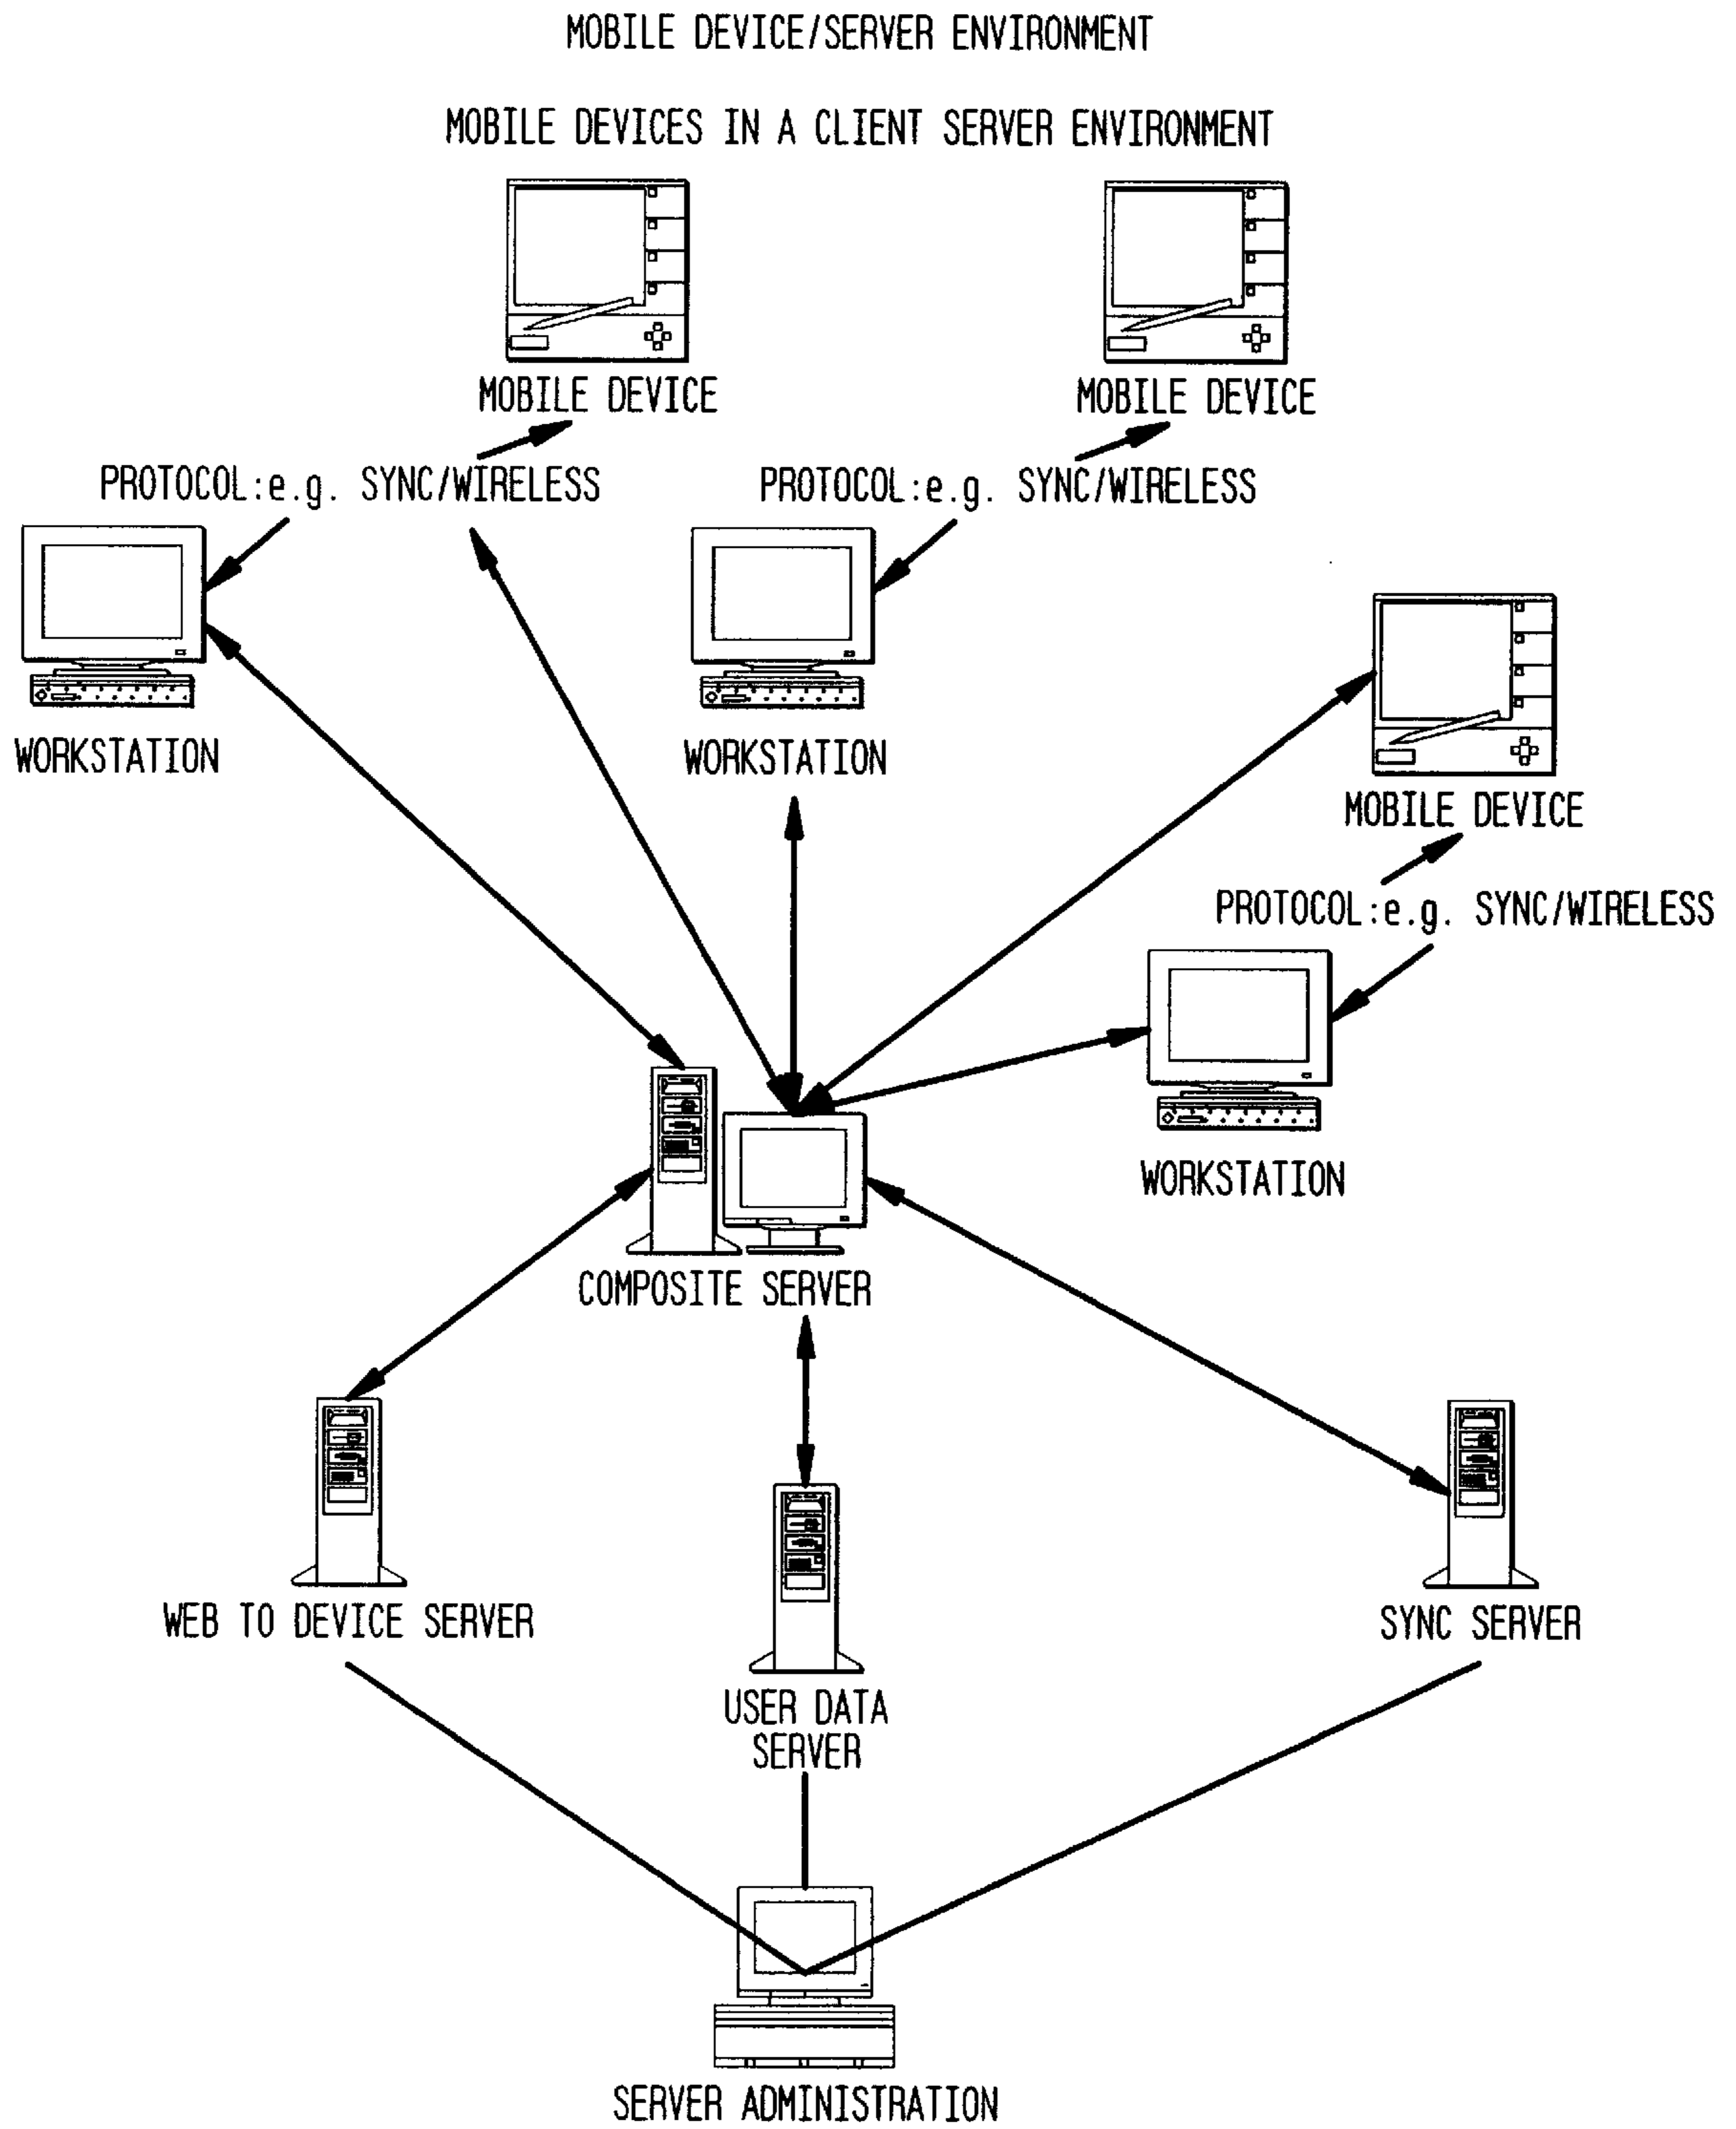 MOBILE DEVICE/SERVER ENVIRONMENT
MOBILE DEVICES IN A CLIENT SERVER ENVIRONMENT
MOBILE DEVICE
MOBILE DEVICE
PROTOCOL:e.g. SYNC/WIRELESS
PROTOCOL:e.g. SYNC/WIRELESS
WORKSTATION
WORKSTATION
MOBILE DEVICE
PROTOCOL:e.g. SYNC/WIRELESS
WORKSTATION
COMPOSITE SERVER
WEB TO DEVICE SERVER
SYNC SERVER
USER DATA
SERVER
SERVER ADMINISTRATION